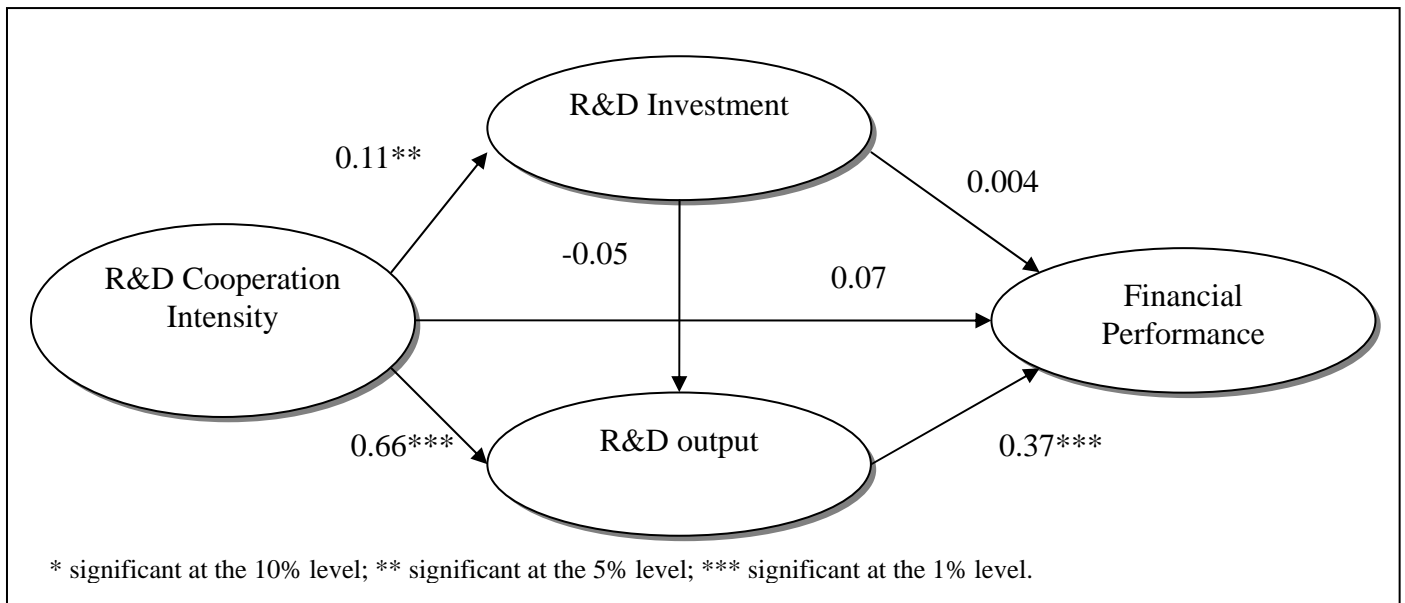 R&D Investment
0.11**
0.004
-0.05
R&D Cooperation
Intensity
0.07
Financial
Performance
R&D output
0.66***
0.37***
* significant at the 10% level; ** significant at the 5% level; *** significant at the 1% level.